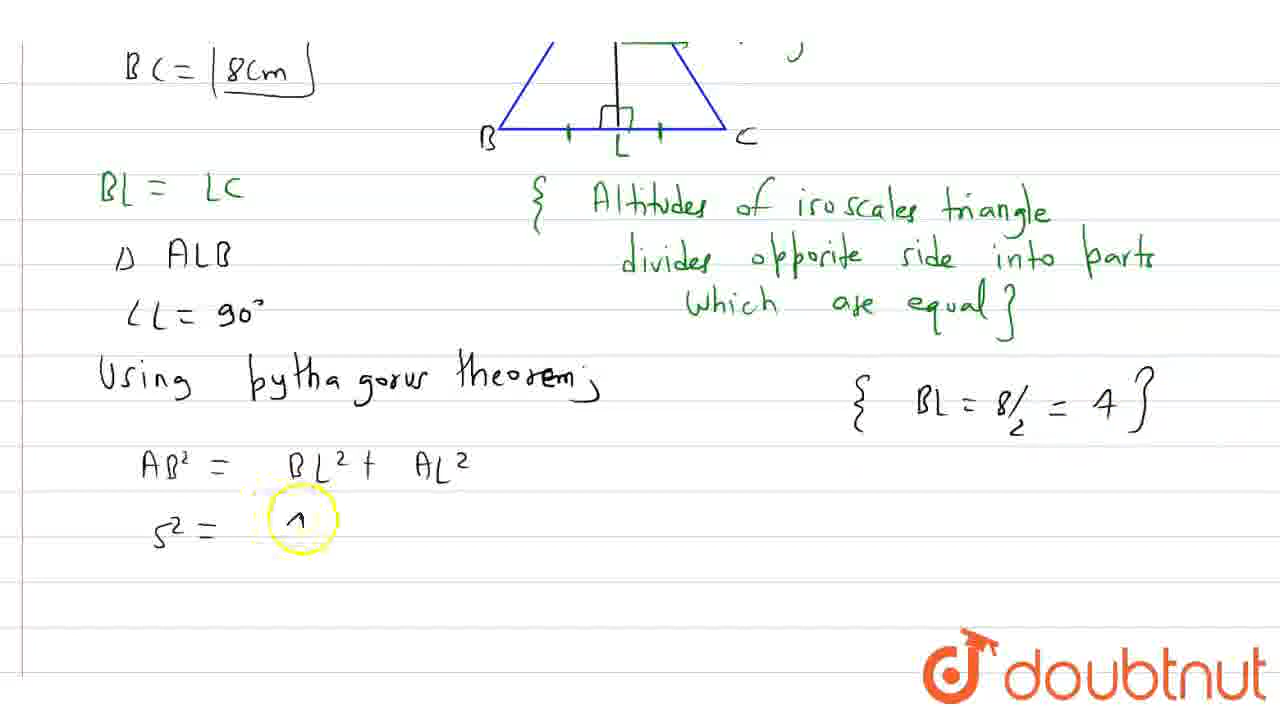 BC = 8cm
B
L
C
BL = LC
{ Altitudes of isoscales triangle
divides opposite side into parts
which are equal }
Δ ALB
∠L = 90°
Using pythagorus theorem;
{ BL = 8/2 = 4 }
AB² = BL² + AL²
5² =
doubtnut